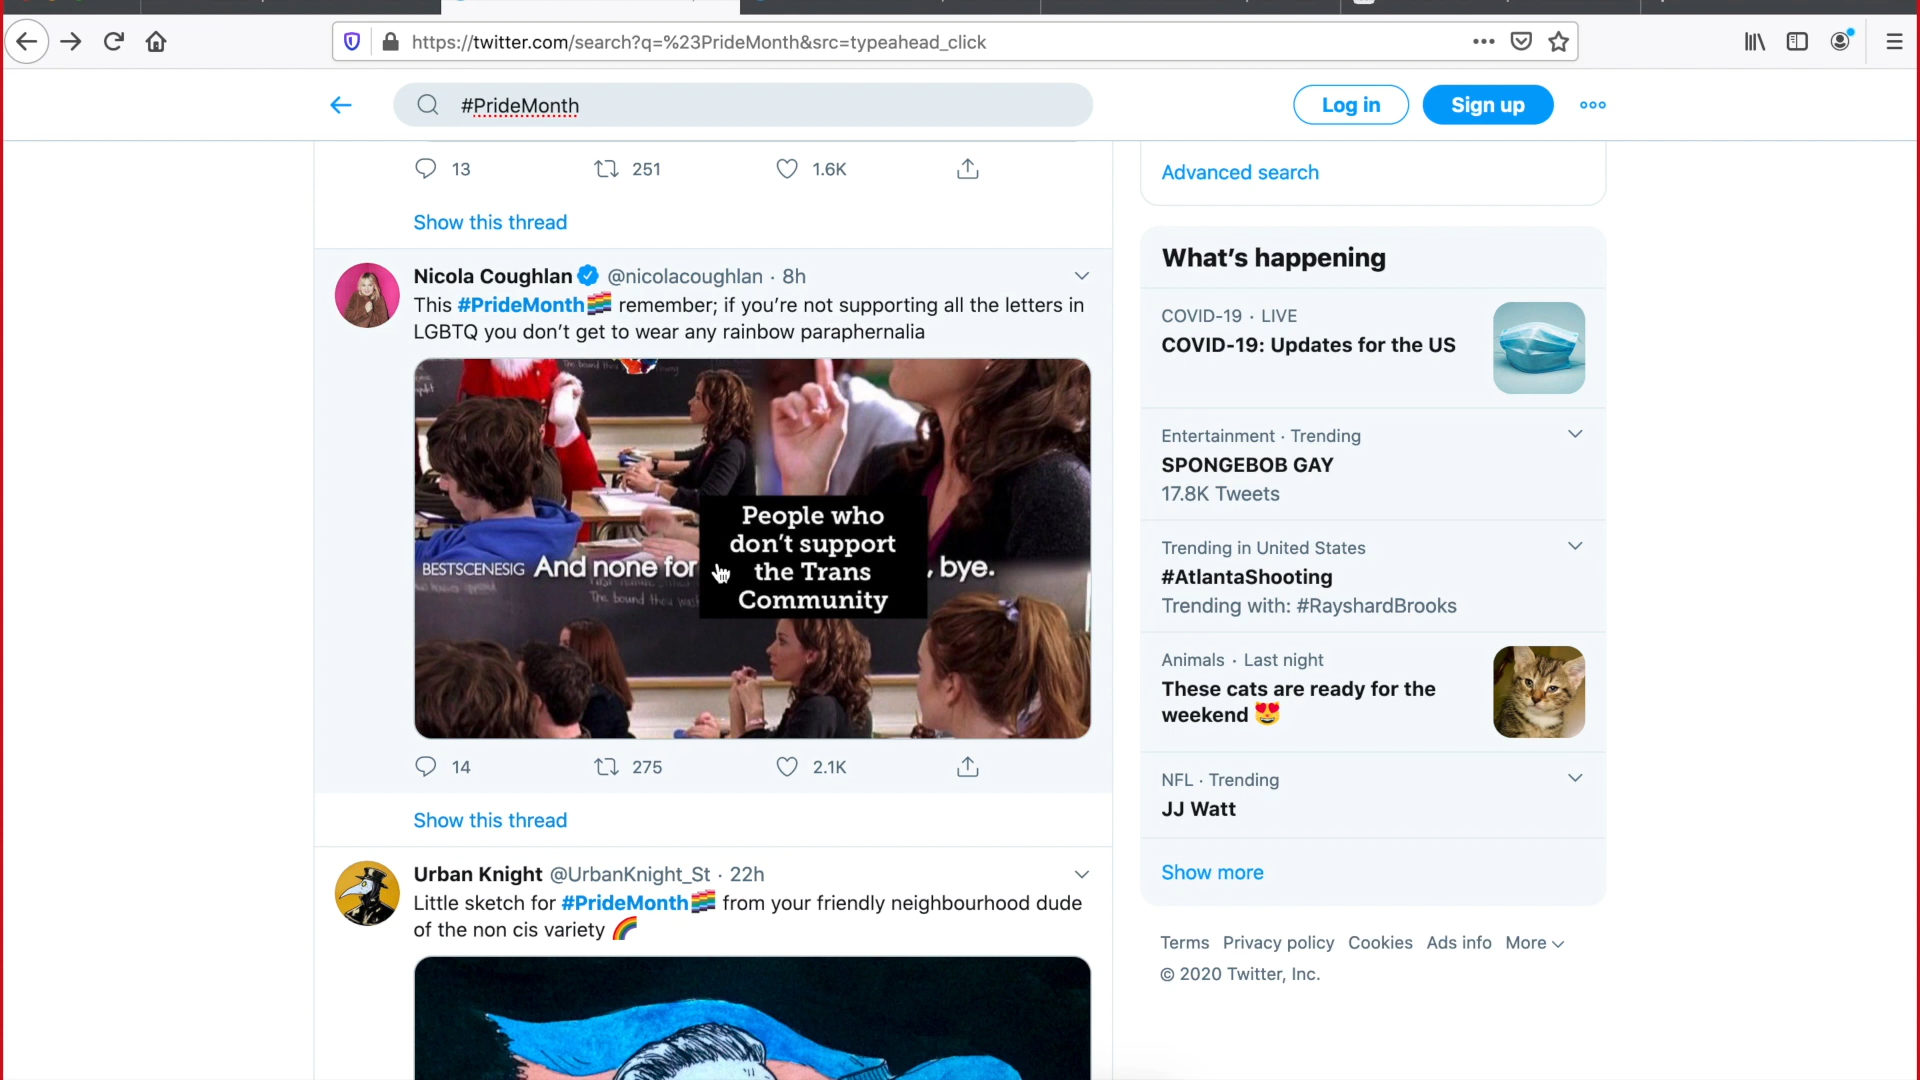 https://twitter.com/search?q=%23PrideMonth&src=typeahead_click
#PrideMonth
Log in
Sign up
13
251
1.6K
Show this thread
Nicola Coughlan @nicolacoughlan · 8h
This #PrideMonth remember; if you're not supporting all the letters in
LGBTQ you don't get to wear any rainbow paraphernalia
People who
don't support
the Trans
Community
BESTSCENESIG And none for
, bye.
14
275
2.1K
Show this thread
Urban Knight @UrbanKnight_St · 22h
Little sketch for #PrideMonth from your friendly neighbourhood dude
of the non cis variety
Advanced search
What's happening
COVID-19 · LIVE
COVID-19: Updates for the US
Entertainment · Trending
SPONGEBOB GAY
17.8K Tweets
Trending in United States
#AtlantaShooting
Trending with: #RayshardBrooks
Animals · Last night
These cats are ready for the
weekend
NFL · Trending
JJ Watt
Show more
Terms Privacy policy Cookies Ads info More
© 2020 Twitter, Inc.